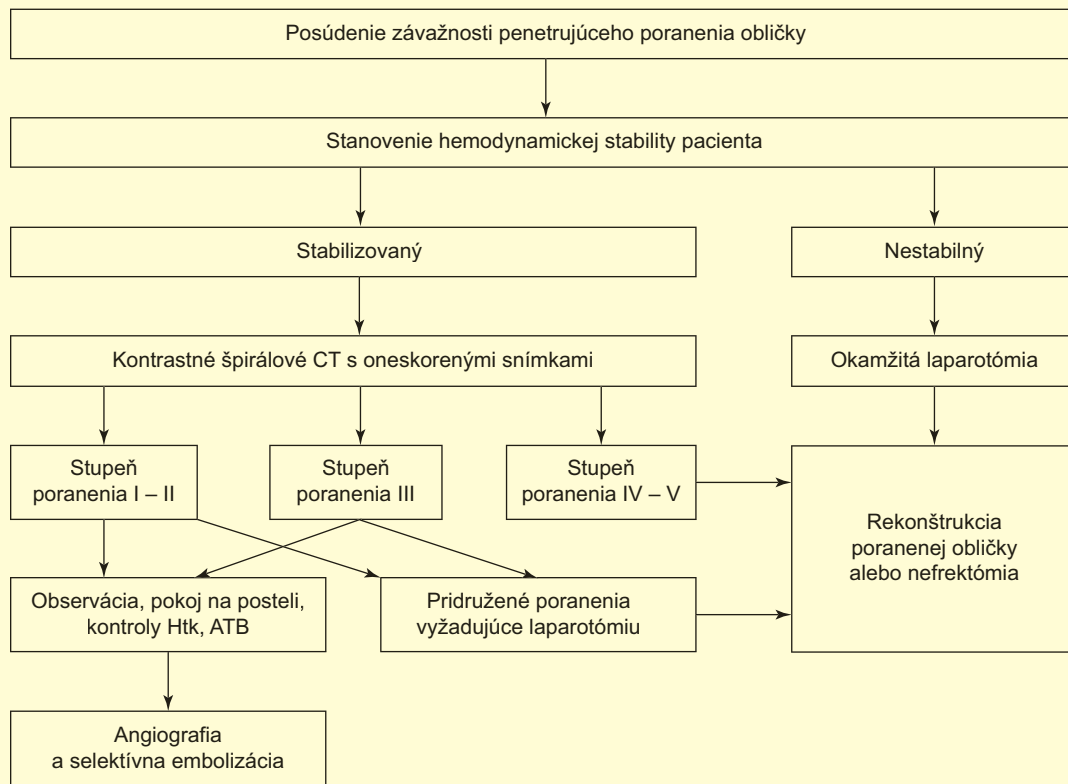 Posúdenie závažnosti penetrujúceho poranenia obličky
Stanovenie hemodynamickej stability pacienta
Stabilizovaný
Nestabilný
Kontrastné špirálové CT s oneskorenými snímkami
Okamžitá laparotómia
Stupeň
poranenia I – II
Stupeň
poranenia III
Stupeň
poranenia IV – V
Rekonštrukcia
poranenej obličky
alebo nefrektómia
Observácia, pokoj na posteli,
kontroly Htk, ATB
Pridružené poranenia
vyžadujúce laparotómiu
Angiografia
a selektívna embolizácia